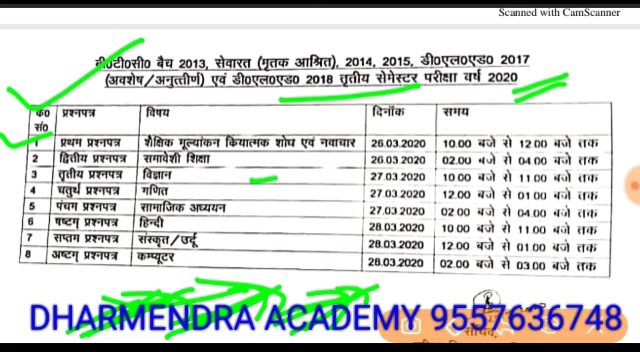 Scanned with CamScanner
बी०टी०सी० बैच 2013, सेवारत (मृतक आश्रित), 2014, 2015, डी०एल०एड० 2017
(अवशेष/अनुत्तीर्ण) एवं डी०एल०एड० 2018 तृतीय सेमेस्टर परीक्षा वर्ष 2020
क्र० सं० प्रश्नपत्र विषय दिनाँक समय
1 प्रथम प्रश्नपत्र शैक्षिक मूल्यांकन कियात्मक शोध एवं नवाचार 26.03.2020 10.00 बजे से 12.00 बजे तक
2 द्वितीय प्रश्नपत्र समावेशी शिक्षा 26.03.2020 02.00 बजे से 04.00 बजे तक
3 तृतीय प्रश्नपत्र विज्ञान 27.03.2020 10.00 बजे से 11.00 बजे तक
4 चतुर्थ प्रश्नपत्र गणित 27.03.2020 12.00 बजे से 01.00 बजे तक
5 पंचम प्रश्नपत्र सामाजिक अध्ययन 27.03.2020 02.00 बजे से 04.00 बजे तक
6 षष्टम् प्रश्नपत्र हिन्दी 28.03.2020 10.00 बजे से 11.00 बजे तक
7 सप्तम प्रश्नपत्र संस्कृत/उर्दू 28.03.2020 12.00 बजे से 01.00 बजे तक
8 अष्टम् प्रश्नपत्र कम्प्यूटर 28.03.2020 02.00 बजे से 03.00 बजे तक
DHARMENDRA ACADEMY 9557636748